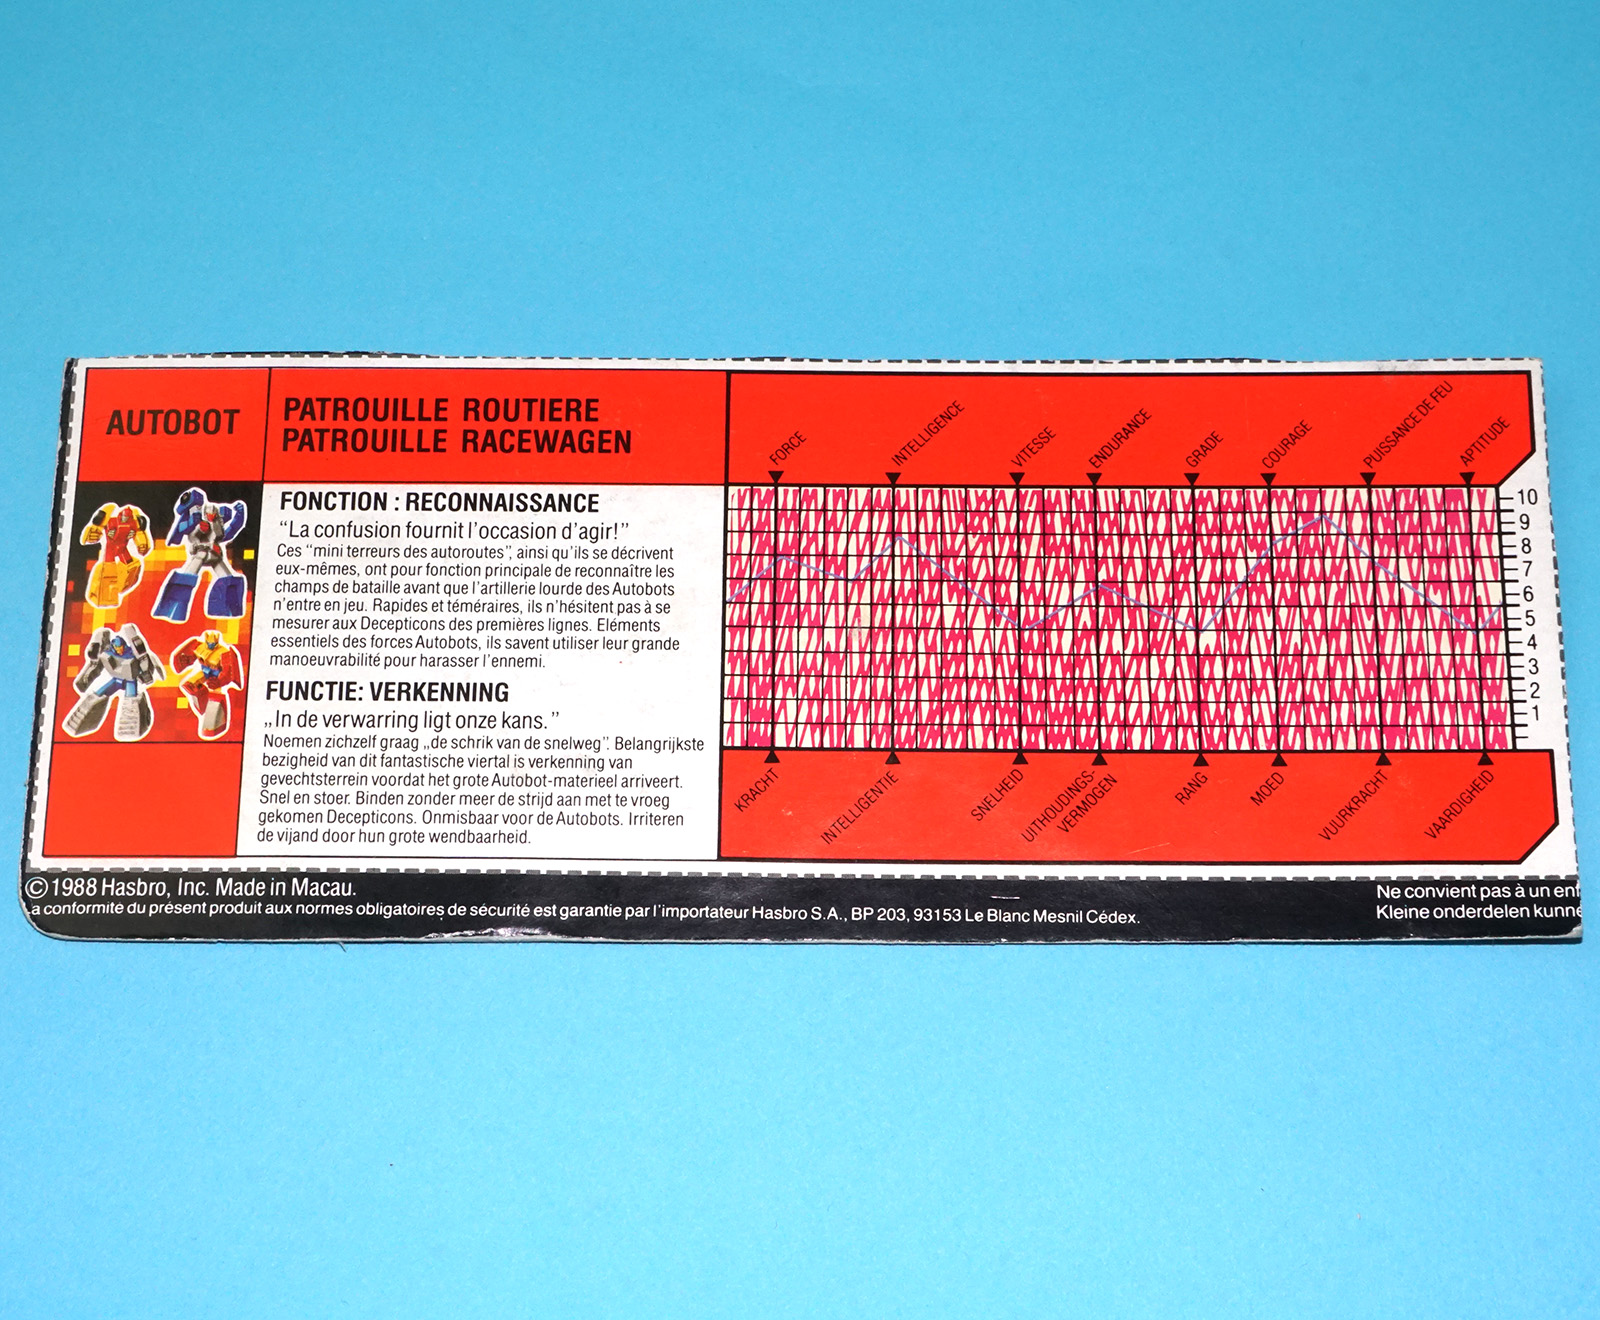 AUTOBOT
PATROUILLE ROUTIERE
PATROUILLE RACEWAGEN
FONCTION : RECONNAISSANCE
“La confusion fournit l'occasion d'agir!”
Ces “mini terreurs des autoroutes”, ainsi qu'ils se décrivent
eux-mêmes, ont pour fonction principale de reconnaître les
champs de bataille avant que l'artillerie lourde des Autobots
n'entre en jeu. Rapides et téméraires, ils n'hésitent pas à se
mesurer aux Decepticons des premières lignes. Eléments
essentiels des forces Autobots, ils savent utiliser leur grande
manoeuvrabilité pour harasser l'ennemi.
FUNCTIE: VERKENNING
„In de verwarring ligt onze kans.”
Noemen zichzelf graag „de schrik van de snelweg”. Belangrijkste
bezigheid van dit fantastische viertal is verkenning van
gevechtsterrein voordat het grote Autobot-materieel arriveert.
Snel en stoer. Binden zonder meer de strijd aan met te vroeg
gekomen Decepticons. Onmisbaar voor de Autobots. Irriteren
de vijand door hun grote wendbaarheid.
FORCE
INTELLIGENCE
VITESSE
ENDURANCE
GRADE
COURAGE
PUISSANCE DE FEU
APTITUDE
10
9
8
7
6
5
4
3
2
1
KRACHT
INTELLIGENTIE
SNELHEID
UITHOUDINGS-
VERMOGEN
RANG
MOED
VUURKRACHT
VAARDIGHEID
© 1988 Hasbro, Inc. Made in Macau.
La conformité du présent produit aux normes obligatoires de sécurité est garantie par l'importateur Hasbro S.A., BP 203, 93153 Le Blanc Mesnil Cédex.
Ne convient pas à un enf
Kleine onderdelen kunne